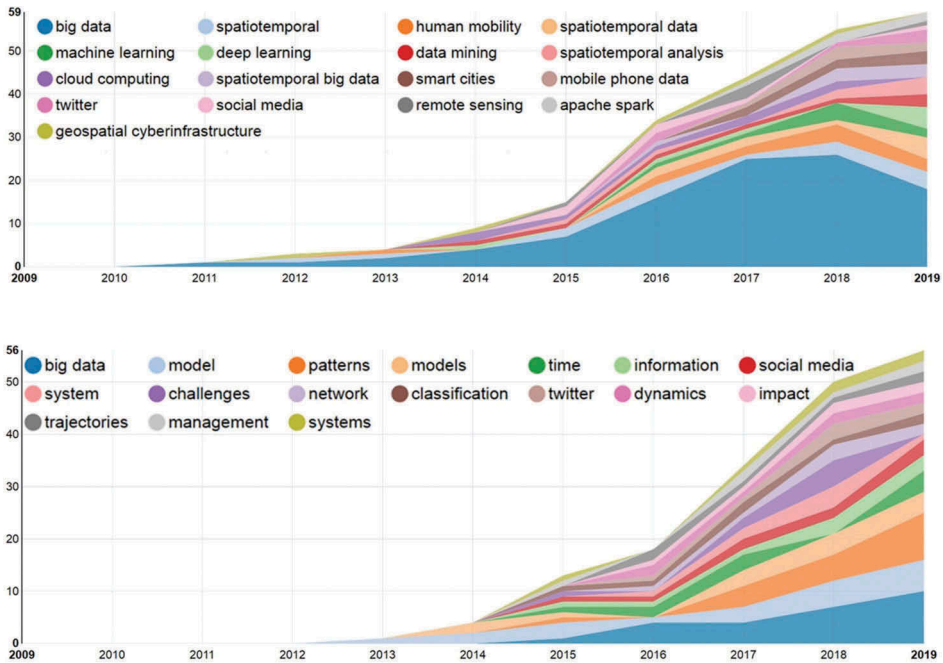 59
big data spatiotemporal human mobility spatiotemporal data
50
machine learning deep learning data mining spatiotemporal analysis
cloud computing spatiotemporal big data smart cities mobile phone data
40
twitter social media remote sensing apache spark
geospatial cyberinfrastructure
30
20
10
0
2009 2010 2011 2012 2013 2014 2015 2016 2017 2018 2019
56
big data model patterns models time information social media
50
system challenges network classification twitter dynamics impact
trajectories management systems
40
30
20
10
0
2009 2010 2011 2012 2013 2014 2015 2016 2017 2018 2019